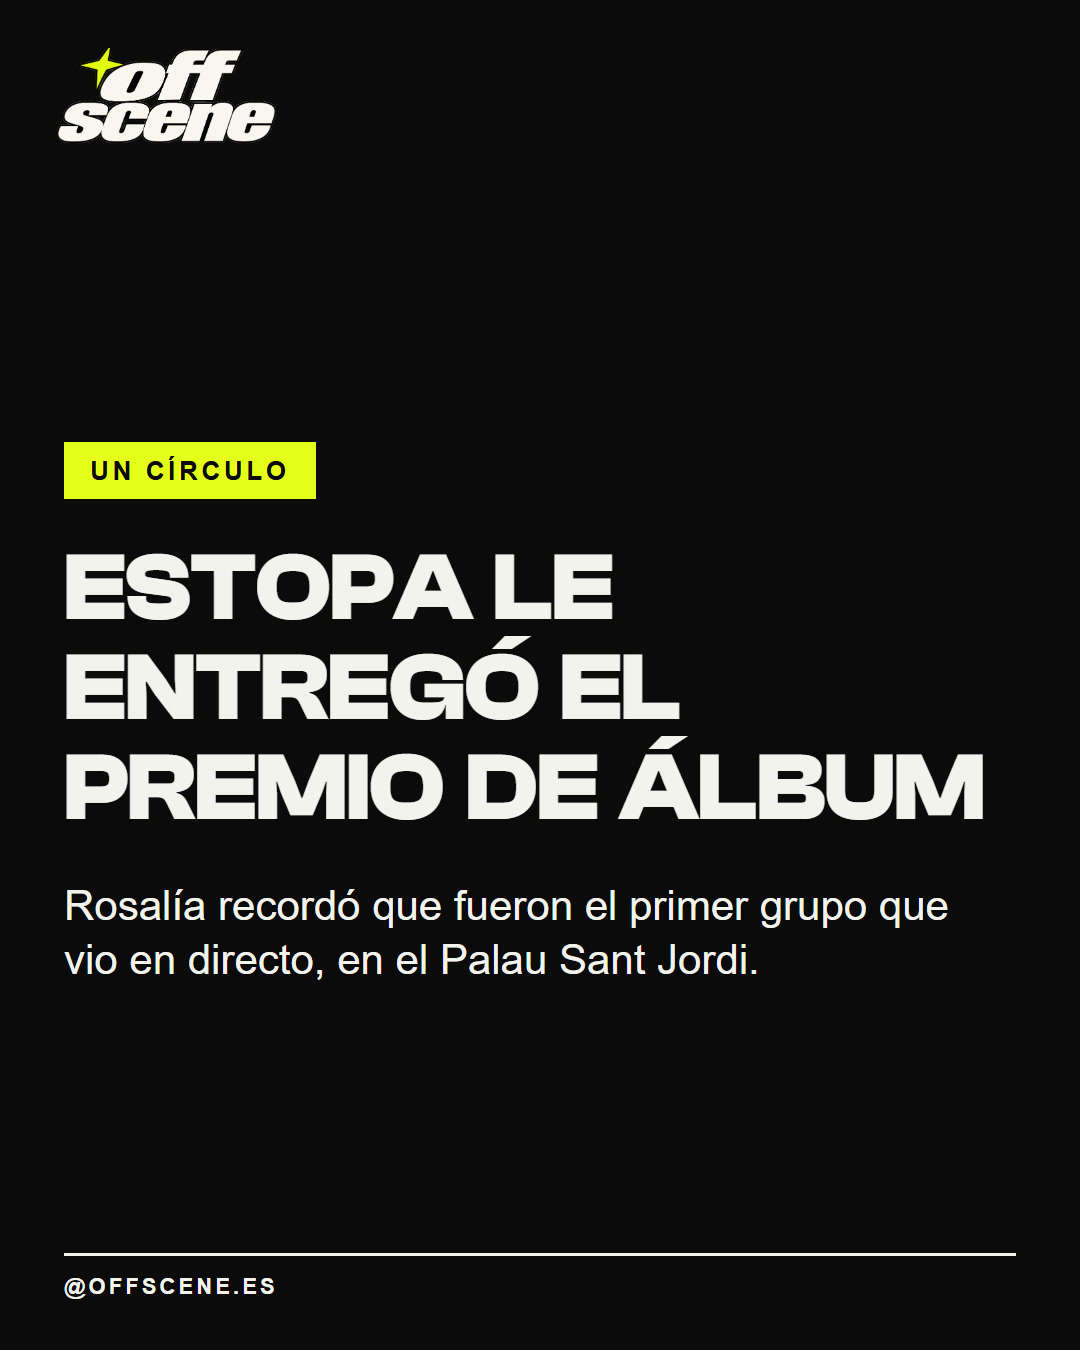 off
scene
UN CÍRCULO
ESTOPA LE
ENTREGÓ EL
PREMIO DE ÁLBUM
Rosalía recordó que fueron el primer grupo que
vio en directo, en el Palau Sant Jordi.
@OFFSCENE.ES